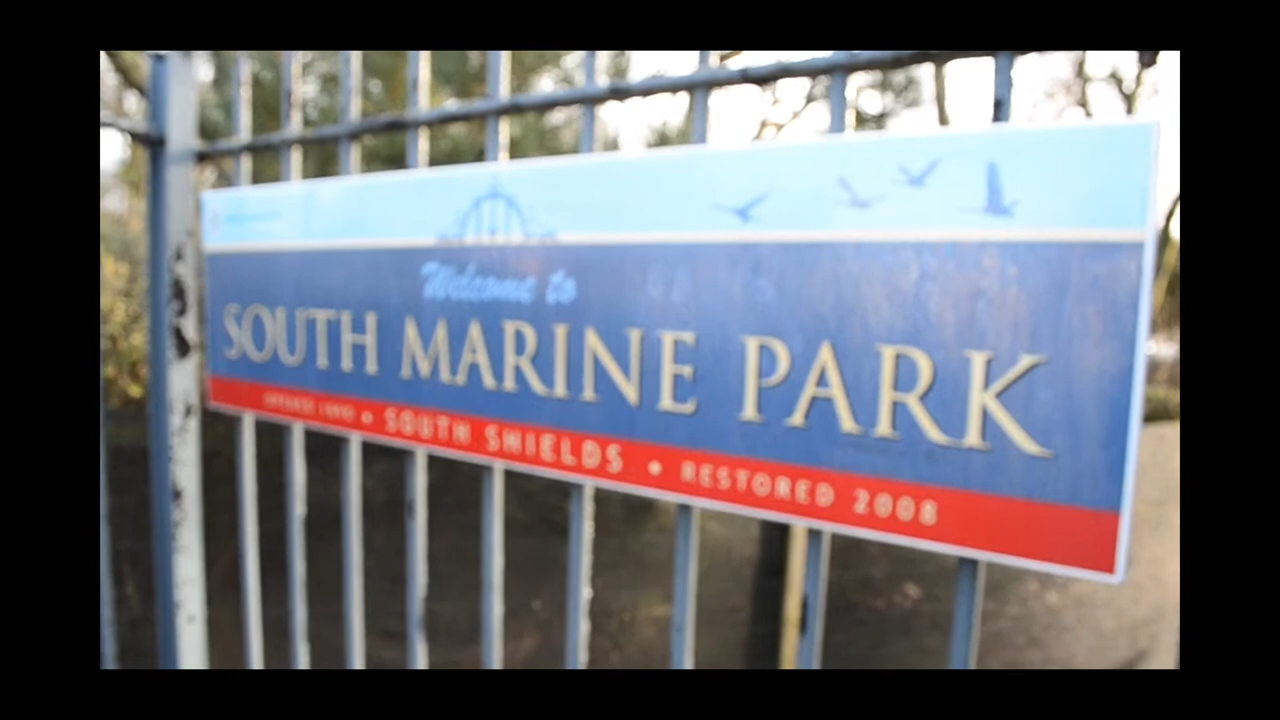 Welcome to
SOUTH MARINE PARK
• SOUTH SHIELDS • RESTORED 2008